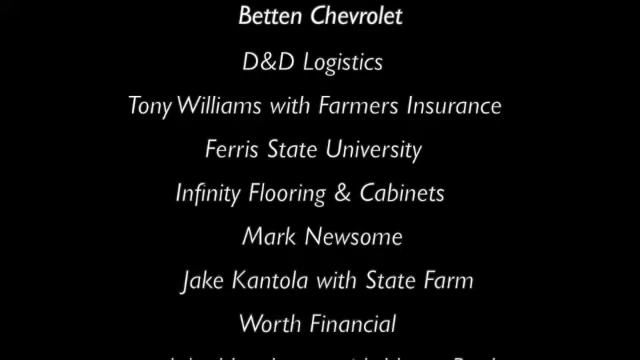 Betten Chevrolet
D&D Logistics
Tony Williams with Farmers Insurance
Ferris State University
Infinity Flooring & Cabinets
Mark Newsome
Jake Kantola with State Farm
Worth Financial